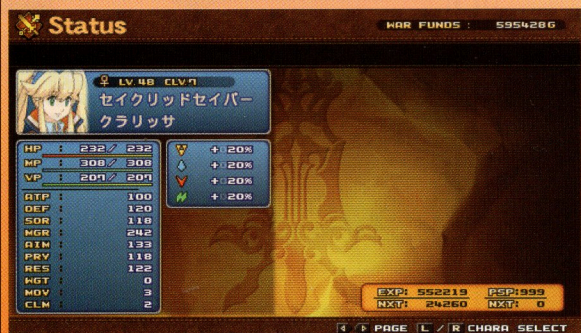 Status
WAR FUNDS : 595428G
♀ LV.48 CLV.7
セイクリッドセイバー
クラリッサ
HP : 232/232
MP : 308/308
VP : 207/207
ATP : 100
DEF : 120
SOR : 118
MGR : 242
AIM : 133
PRY : 118
RES : 122
WGT : 0
MOV : 3
CLM : 2
+ 20%
+ 20%
+ 20%
+ 20%
EXP: 552219 PSP:999
NXT: 24260 NXT: 0
PAGE L / R CHARA SELECT